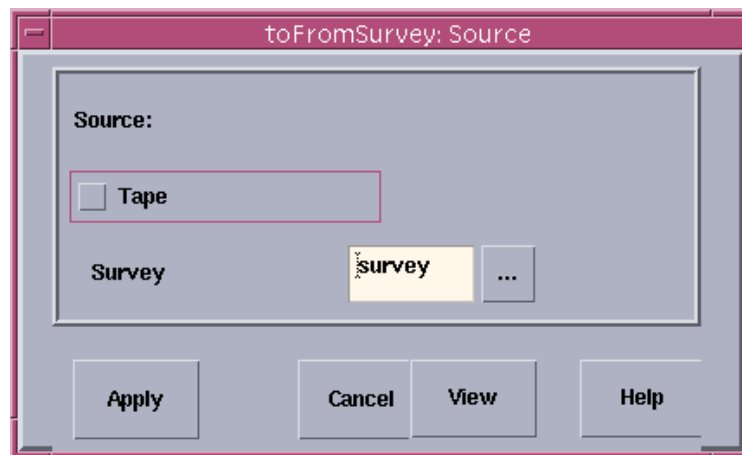 toFromSurvey: Source
Source:
Tape
Survey survey ...
Apply Cancel View Help